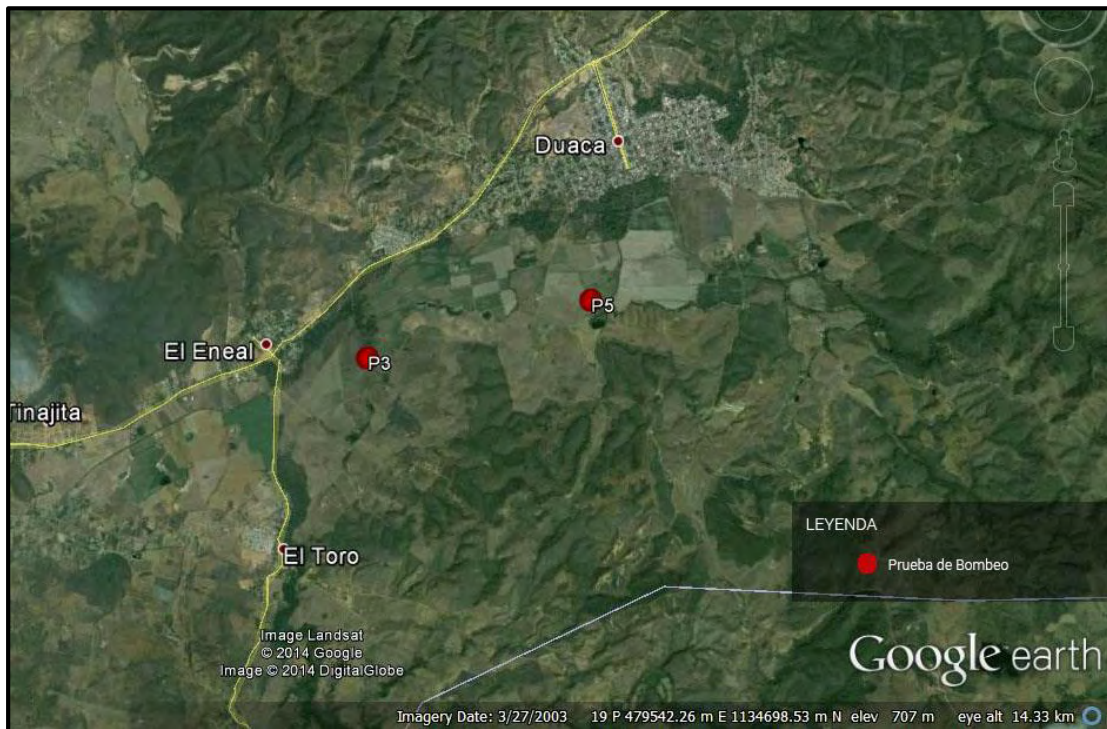 Duaca
P5
El Eneal
P3
Tinajita
LEYENDA
Prueba de Bombeo
El Toro
Image Landsat
© 2014 Google
Image © 2014 DigitalGlobe
Google earth
Imagery Date: 3/27/2003 19 P 479542.26 m E 1134698.53 m N elev 707 m eye alt 14.33 km